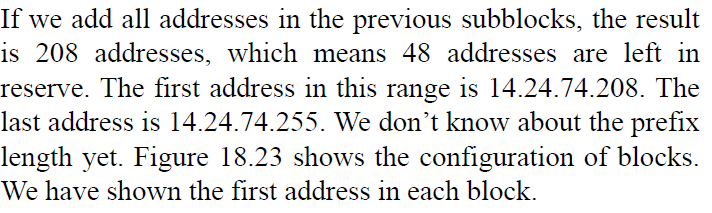 If we add all addresses in the previous subblocks, the result
is 208 addresses, which means 48 addresses are left in
reserve. The first address in this range is 14.24.74.208. The
last address is 14.24.74.255. We don’t know about the prefix
length yet. Figure 18.23 shows the configuration of blocks.
We have shown the first address in each block.